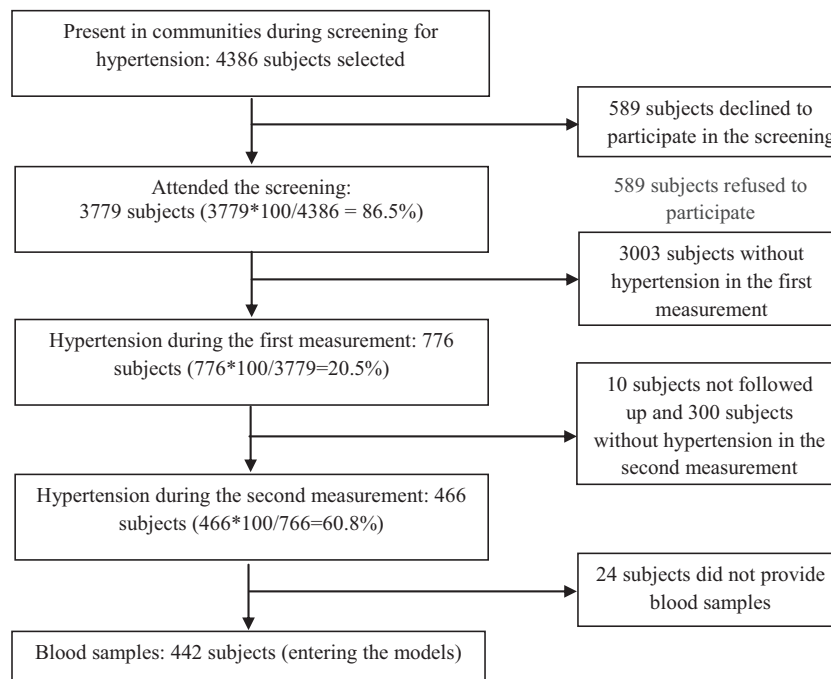 Present in communities during screening for
hypertension: 4386 subjects selected
589 subjects declined to
participate in the screening
Attended the screening:
3779 subjects (3779*100/4386 = 86.5%)
589 subjects refused to
participate
3003 subjects without
hypertension in the first
measurement
Hypertension during the first measurement: 776
subjects (776*100/3779=20.5%)
10 subjects not followed
up and 300 subjects
without hypertension in the
second measurement
Hypertension during the second measurement: 466
subjects (466*100/766=60.8%)
24 subjects did not provide
blood samples
Blood samples: 442 subjects (entering the models)